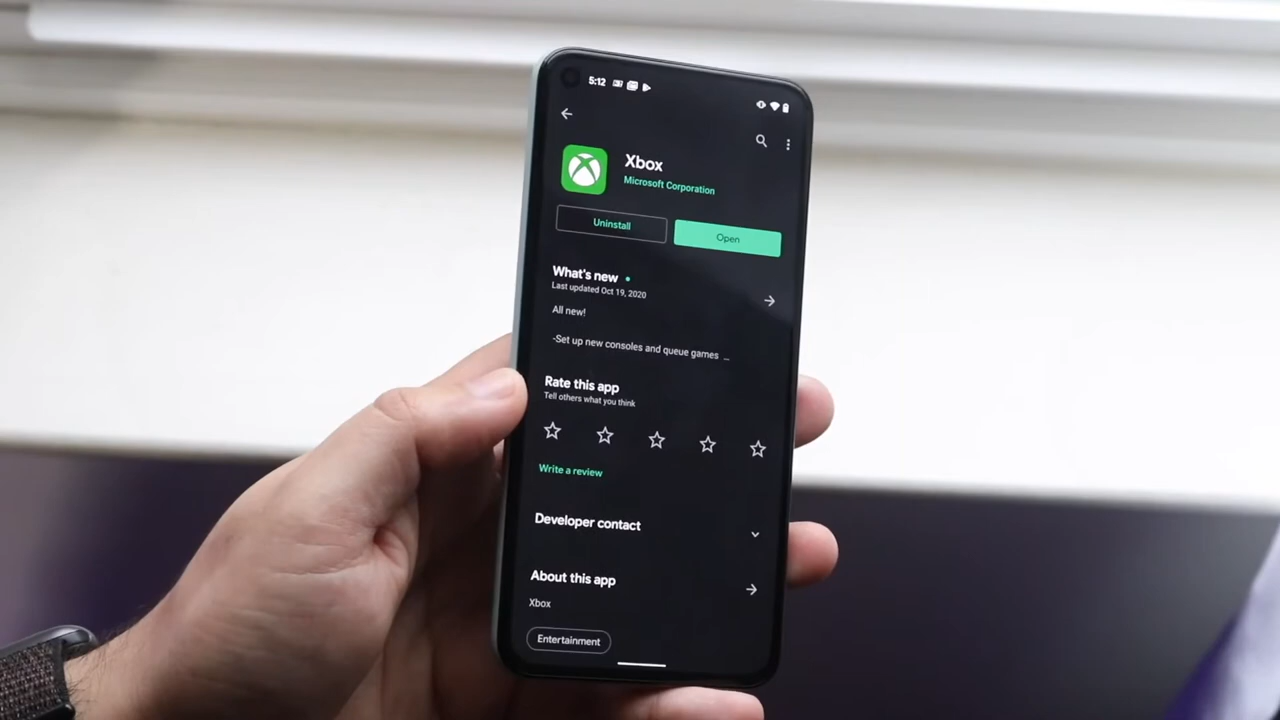 5:12
Xbox
Microsoft Corporation
Uninstall
Open
What's new
Last updated Oct 19, 2020
All new!
-Set up new consoles and queue games ...
Rate this app
Tell others what you think
Write a review
Developer contact
About this app
Xbox
Entertainment